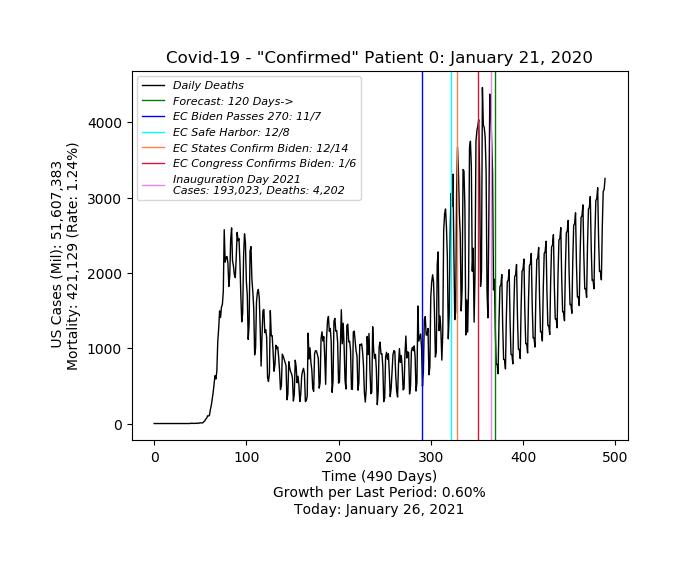 Covid-19 - "Confirmed" Patient 0: January 21, 2020
Daily Deaths
Forecast: 120 Days->
EC Biden Passes 270: 11/7
EC Safe Harbor: 12/8
EC States Confirm Biden: 12/14
EC Congress Confirms Biden: 1/6
Inauguration Day 2021
Cases: 193,023, Deaths: 4,202
US Cases (Mil): 51,607,383
Mortality: 421,129 (Rate: 1.24%)
4000
3000
2000
1000
0
0 100 200 300 400 500
Time (490 Days)
Growth per Last Period: 0.60%
Today: January 26, 2021